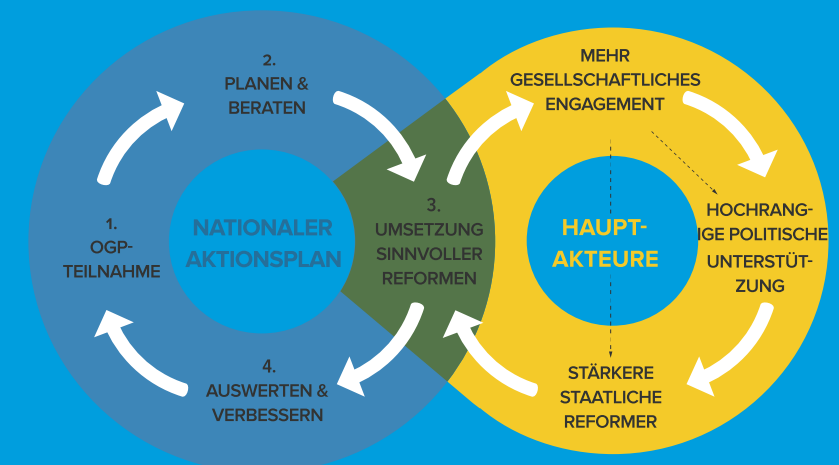 2.
PLANEN &
BERATEN
1.
OGP-
TEILNAHME
NATIONALER
AKTIONSPLAN
3.
UMSETZUNG
SINNVOLLER
REFORMEN
4.
AUSWERTEN &
VERBESSERN
MEHR
GESELLSCHAFTLICHES
ENGAGEMENT
HAUPT-
AKTEURE
HOCHRANG-
IGE POLITISCHE
UNTERSTÜT-
ZUNG
STÄRKERE
STAATLICHE
REFORMER